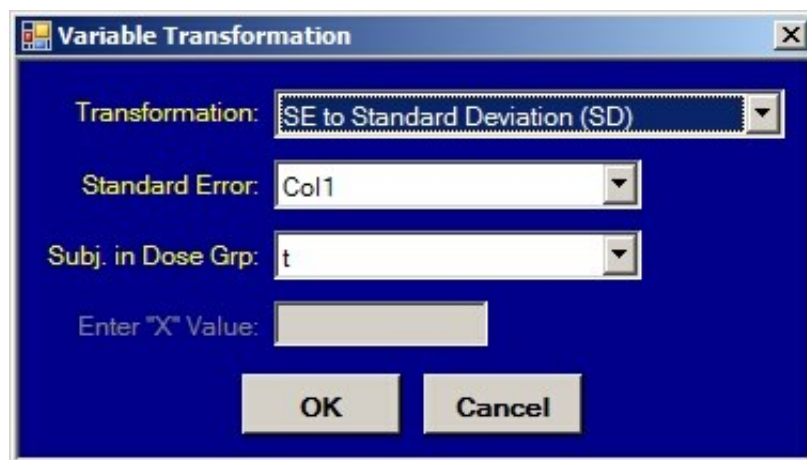 Variable Transformation
Transformation: SE to Standard Deviation (SD)
Standard Error: Col1
Subj. in Dose Grp: t
Enter "X" Value:
OK Cancel